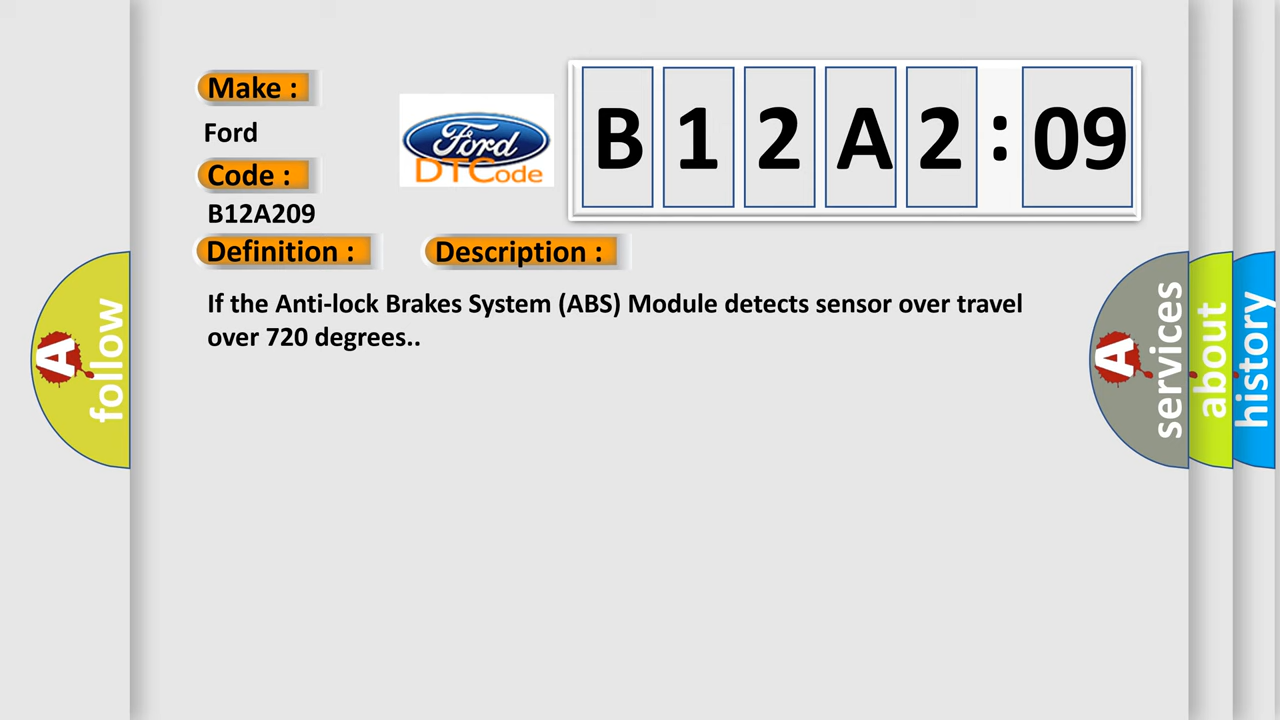 Make :
Ford
Code :
B12A209
Ford
DTCode
B 1 2 A 2 : 09
Definition :
Description :
If the Anti-lock Brakes System (ABS) Module detects sensor over travel
over 720 degrees..
A follow
A services
about
history